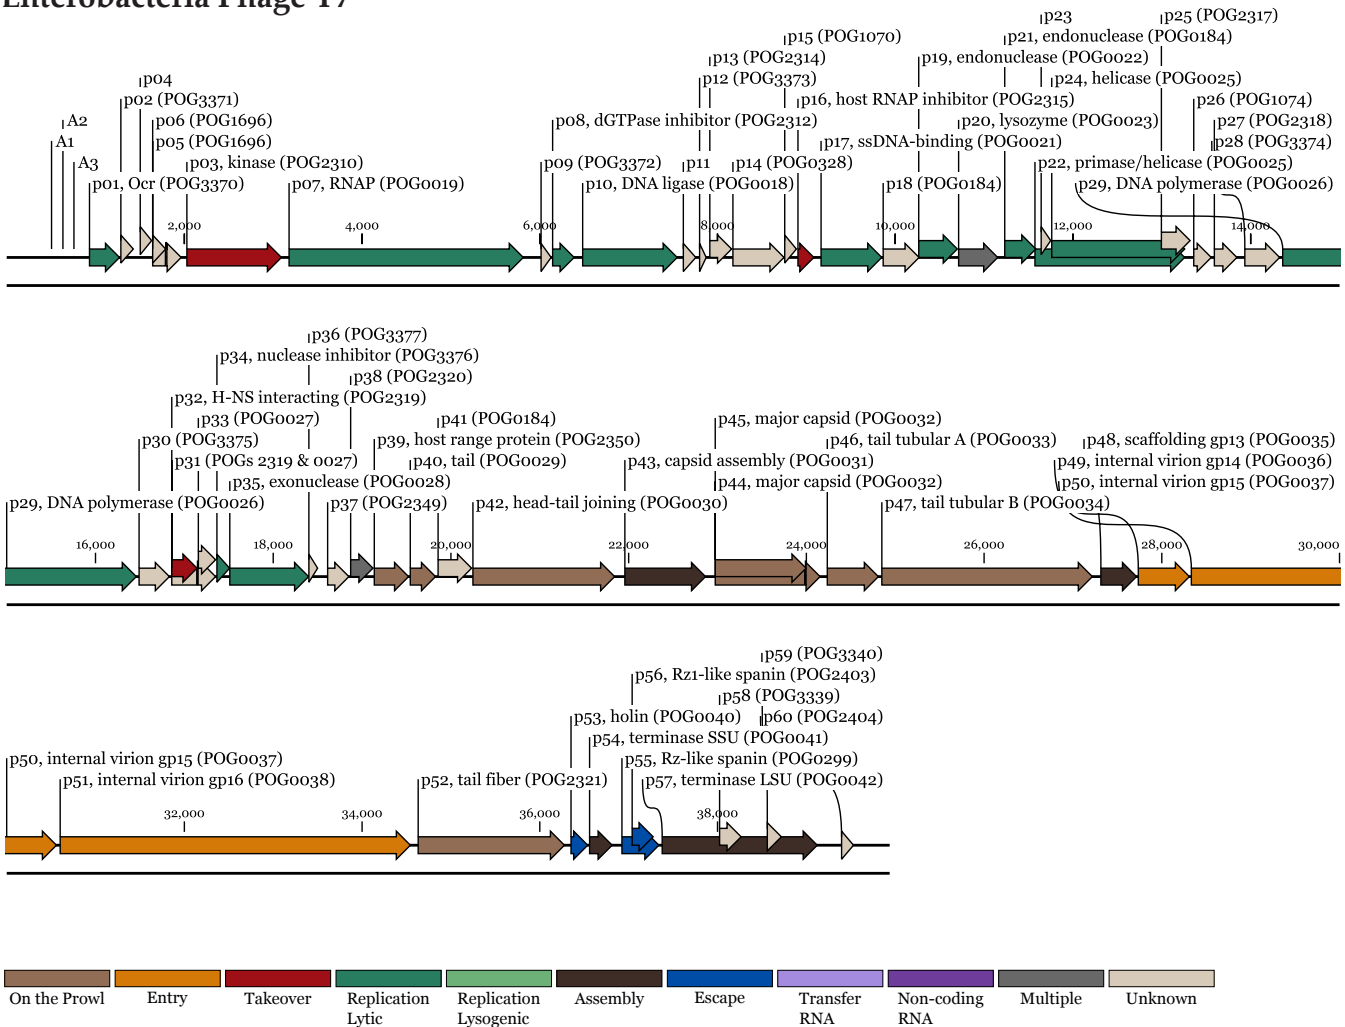 Enterobacteria Phage T7
p23
p25 (POG2317)
p15 (POG1070)
p21, endonuclease (POG0184)
p13 (POG2314)
p19, endonuclease (POG0022)
p04
p12 (POG3373)
p24, helicase (POG0025)
p02 (POG3371)
p16, host RNAP inhibitor (POG2315)
p26 (POG1074)
A2
p06 (POG1696)
p08, dGTPase inhibitor (POG2312)
p20, lysozyme (POG0023)
p27 (POG2318)
A1
p05 (POG1696)
p17, ssDNA-binding (POG0021)
p28 (POG3374)
A3
p03, kinase (POG2310)
p09 (POG3372)
p11
p14 (POG0328)
p22, primase/helicase (POG0025)
p01, Ocr (POG3370)
p07, RNAP (POG0019)
p10, DNA ligase (POG0018)
p18 (POG0184)
p29, DNA polymerase (POG0026)
2,000
4,000
6,000
8,000
10,000
12,000
14,000
p36 (POG3377)
p34, nuclease inhibitor (POG3376)
p38 (POG2320)
p32, H-NS interacting (POG2319)
p33 (POG0027)
p41 (POG0184)
p45, major capsid (POG0032)
p30 (POG3375)
p39, host range protein (POG2350)
p46, tail tubular A (POG0033)
p48, scaffolding gp13 (POG0035)
p31 (POGs 2319 & 0027)
p40, tail (POG0029)
p43, capsid assembly (POG0031)
p49, internal virion gp14 (POG0036)
p35, exonuclease (POG0028)
p44, major capsid (POG0032)
p50, internal virion gp15 (POG0037)
p29, DNA polymerase (POG0026)
p37 (POG2349)
p42, head-tail joining (POG0030)
p47, tail tubular B (POG0034)
16,000
18,000
20,000
22,000
24,000
26,000
28,000
30,000
p59 (POG3340)
p56, Rz1-like spanin (POG2403)
p58 (POG3339)
p53, holin (POG0040)
p60 (POG2404)
p54, terminase SSU (POG0041)
p50, internal virion gp15 (POG0037)
p55, Rz-like spanin (POG0299)
p51, internal virion gp16 (POG0038)
p52, tail fiber (POG2321)
p57, terminase LSU (POG0042)
32,000
34,000
36,000
38,000
On the Prowl
Entry
Takeover
Replication
Lytic
Replication
Lysogenic
Assembly
Escape
Transfer
RNA
Non-coding
RNA
Multiple
Unknown